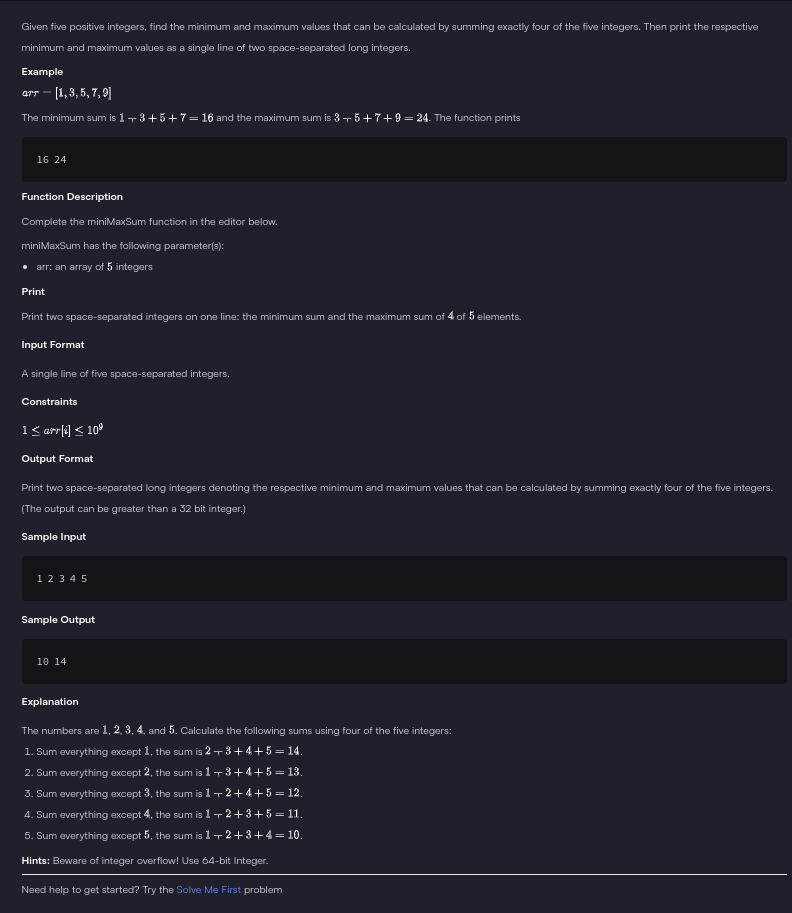 Given five positive integers, find the minimum and maximum values that can be calculated by summing exactly four of the five integers. Then print the respective
minimum and maximum values as a single line of two space-separated long integers.
Example
arr = [1, 3, 5, 7, 9]
The minimum sum is 1 + 3 + 5 + 7 = 16 and the maximum sum is 3 + 5 + 7 + 9 = 24. The function prints
16 24
Function Description
Complete the miniMaxSum function in the editor below.
miniMaxSum has the following parameter(s):
• arr: an array of 5 integers
Print
Print two space-separated integers on one line: the minimum sum and the maximum sum of 4 of 5 elements.
Input Format
A single line of five space-separated integers.
Constraints
1 ≤ arr[i] ≤ 10⁹
Output Format
Print two space-separated long integers denoting the respective minimum and maximum values that can be calculated by summing exactly four of the five integers.
(The output can be greater than a 32 bit integer.)
Sample Input
1 2 3 4 5
Sample Output
10 14
Explanation
The numbers are 1, 2, 3, 4, and 5. Calculate the following sums using four of the five integers:
1. Sum everything except 1, the sum is 2 + 3 + 4 + 5 = 14.
2. Sum everything except 2, the sum is 1 + 3 + 4 + 5 = 13.
3. Sum everything except 3, the sum is 1 + 2 + 4 + 5 = 12.
4. Sum everything except 4, the sum is 1 + 2 + 3 + 5 = 11.
5. Sum everything except 5, the sum is 1 + 2 + 3 + 4 = 10.
Hints: Beware of integer overflow! Use 64-bit Integer.
Need help to get started? Try the Solve Me First problem